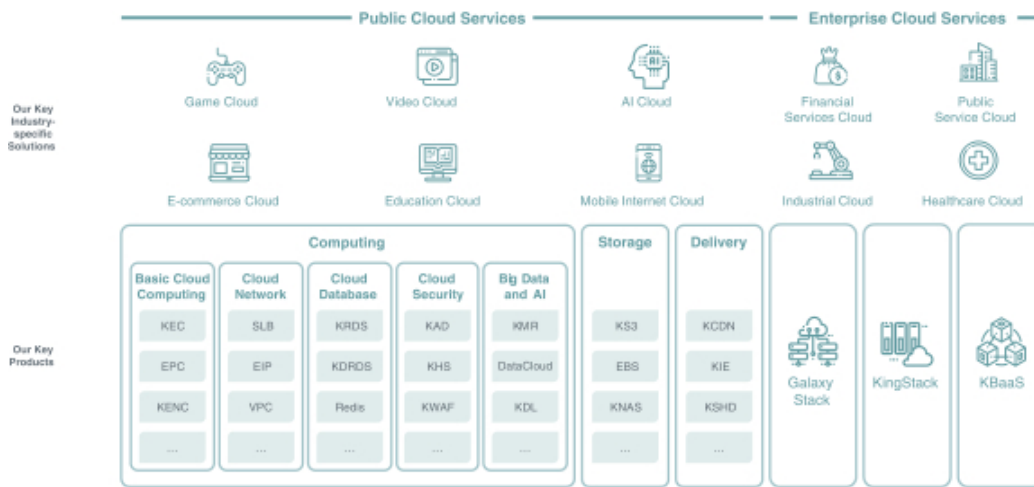 Public Cloud Services
Enterprise Cloud Services
Our Key
Industry-
specific
Solutions
Game Cloud
Video Cloud
AI
AI Cloud
$
Financial
Services Cloud
Public
Service Cloud
E-commerce Cloud
Education Cloud
Mobile Internet Cloud
Industrial Cloud
Healthcare Cloud
Our Key
Products
Computing
Storage
Delivery
Basic Cloud
Computing
Cloud
Network
Cloud
Database
Cloud
Security
Big Data
and AI
KEC
SLB
KRDS
KAD
KMR
KS3
KCDN
EPC
EIP
KDRDS
KHS
DataCloud
EBS
KIE
KENC
VPC
Redis
KWAF
KDL
KNAS
KSHD
...
...
...
...
...
...
...
Galaxy
Stack
KingStack
KBaaS